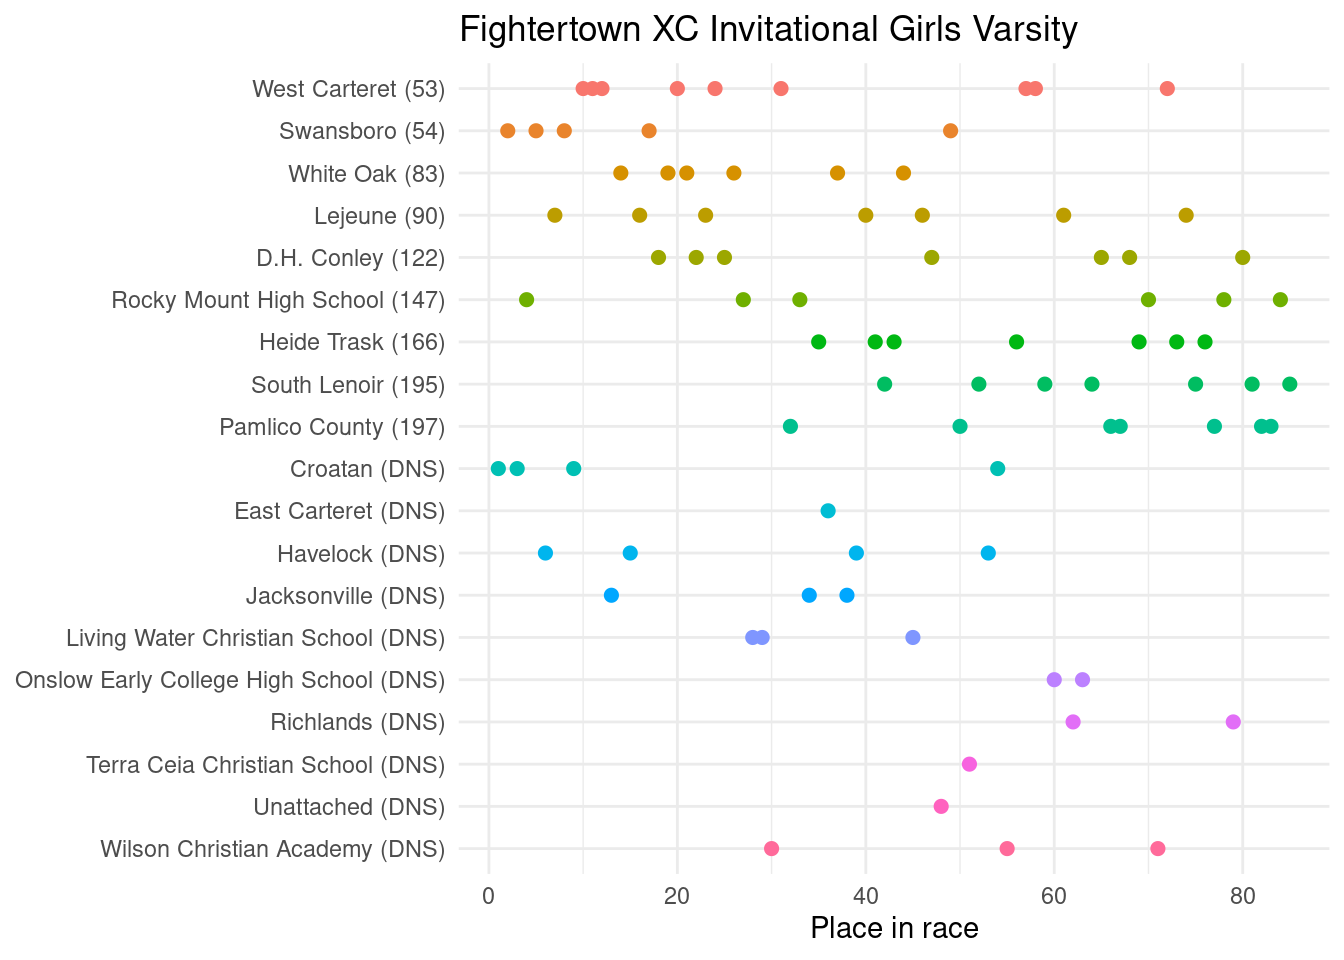 Fightertown XC Invitational Girls Varsity
West Carteret (53)
Swansboro (54)
White Oak (83)
Lejeune (90)
D.H. Conley (122)
Rocky Mount High School (147)
Heide Trask (166)
South Lenoir (195)
Pamlico County (197)
Croatan (DNS)
East Carteret (DNS)
Havelock (DNS)
Jacksonville (DNS)
Living Water Christian School (DNS)
Onslow Early College High School (DNS)
Richlands (DNS)
Terra Ceia Christian School (DNS)
Unattached (DNS)
Wilson Christian Academy (DNS)
0 20 40 60 80
Place in race